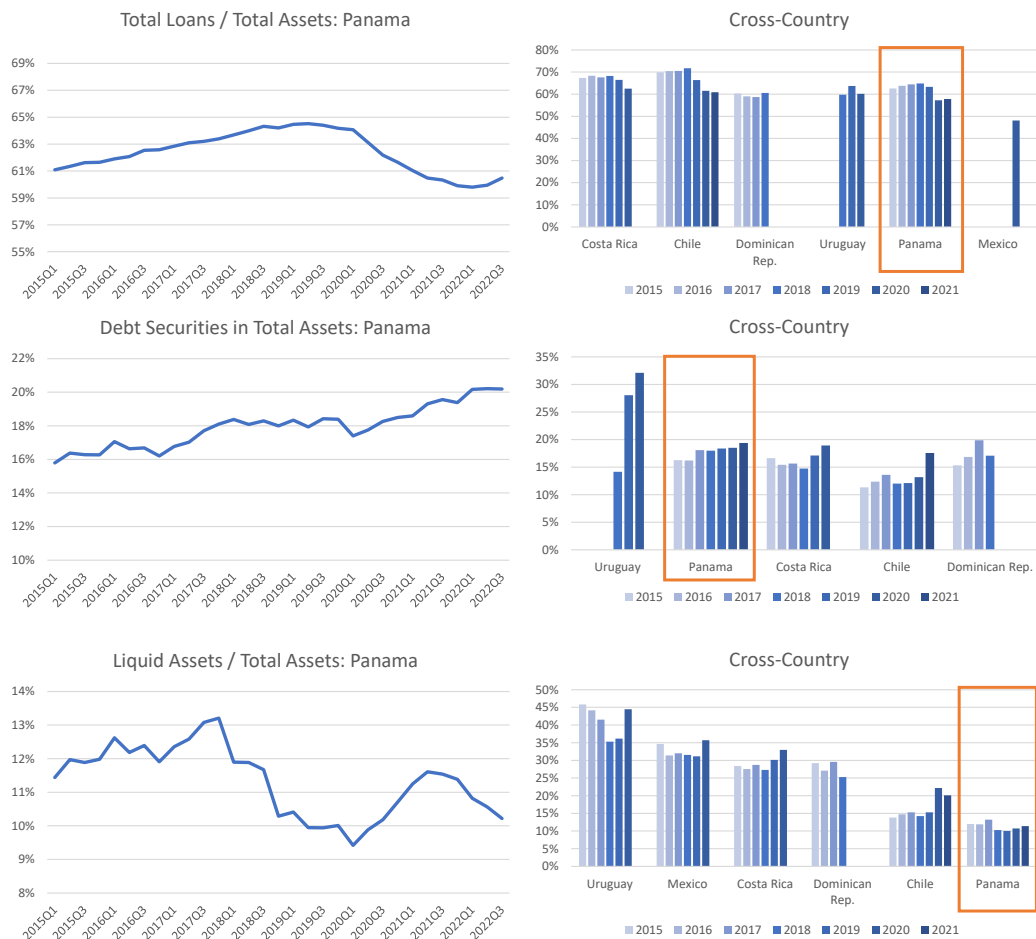 Total Loans / Total Assets: Panama
69%
67%
65%
63%
61%
59%
57%
55%
2015Q1
2015Q3
2016Q1
2016Q3
2017Q1
2017Q3
2018Q1
2018Q3
2019Q1
2019Q3
2020Q1
2020Q3
2021Q1
2021Q3
2022Q1
2022Q3
Cross-Country
80%
70%
60%
50%
40%
30%
20%
10%
0%
Costa Rica Chile Dominican Rep. Uruguay Panama Mexico
2015 2016 2017 2018 2019 2020 2021
Debt Securities in Total Assets: Panama
22%
20%
18%
16%
14%
12%
10%
2015Q1
2015Q3
2016Q1
2016Q3
2017Q1
2017Q3
2018Q1
2018Q3
2019Q1
2019Q3
2020Q1
2020Q3
2021Q1
2021Q3
2022Q1
2022Q3
Cross-Country
35%
30%
25%
20%
15%
10%
5%
0%
Uruguay Panama Costa Rica Chile Dominican Rep.
2015 2016 2017 2018 2019 2020 2021
Liquid Assets / Total Assets: Panama
14%
13%
12%
11%
10%
9%
8%
2015Q1
2015Q3
2016Q1
2016Q3
2017Q1
2017Q3
2018Q1
2018Q3
2019Q1
2019Q3
2020Q1
2020Q3
2021Q1
2021Q3
2022Q1
2022Q3
Cross-Country
50%
45%
40%
35%
30%
25%
20%
15%
10%
5%
0%
Uruguay Mexico Costa Rica Dominican Rep. Chile Panama
2015 2016 2017 2018 2019 2020 2021